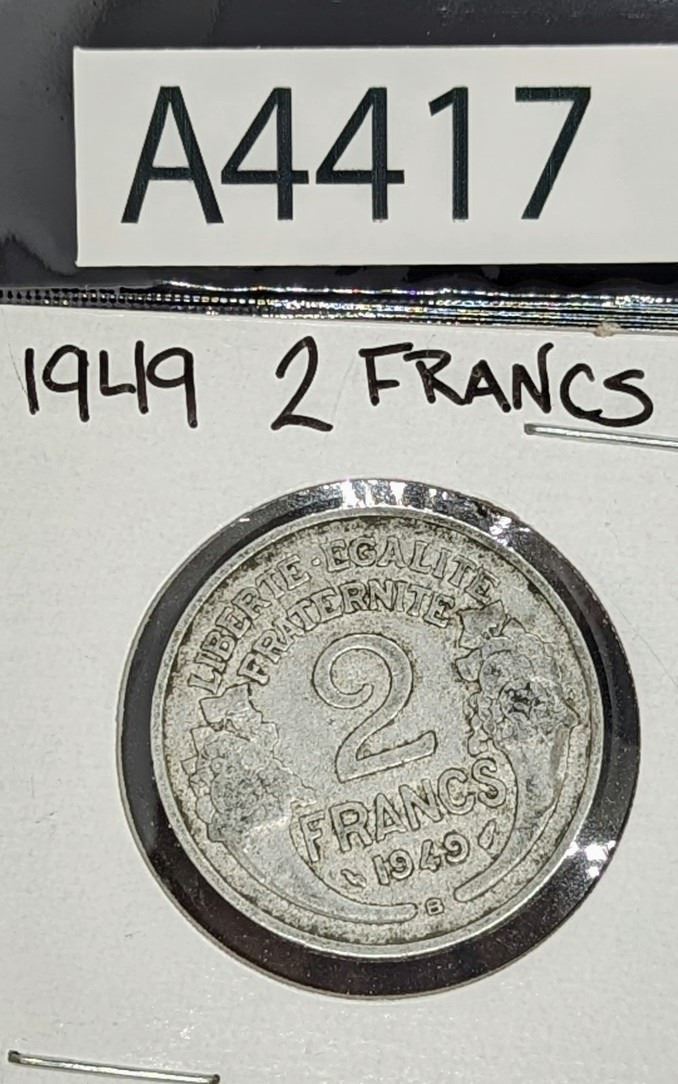 A4417
1949 2 FRANCS
LIBERTE · EGALITE
FRATERNITE
2
FRANCS
1949
B